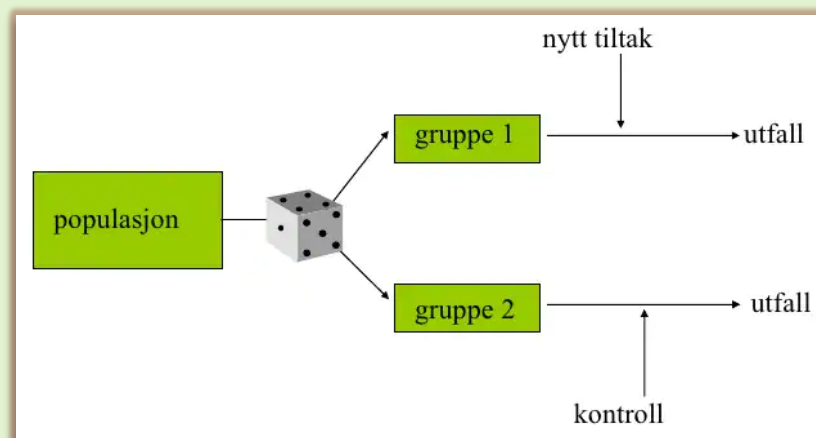 nytt tiltak
gruppe 1
utfall
populasjon
gruppe 2
utfall
kontroll